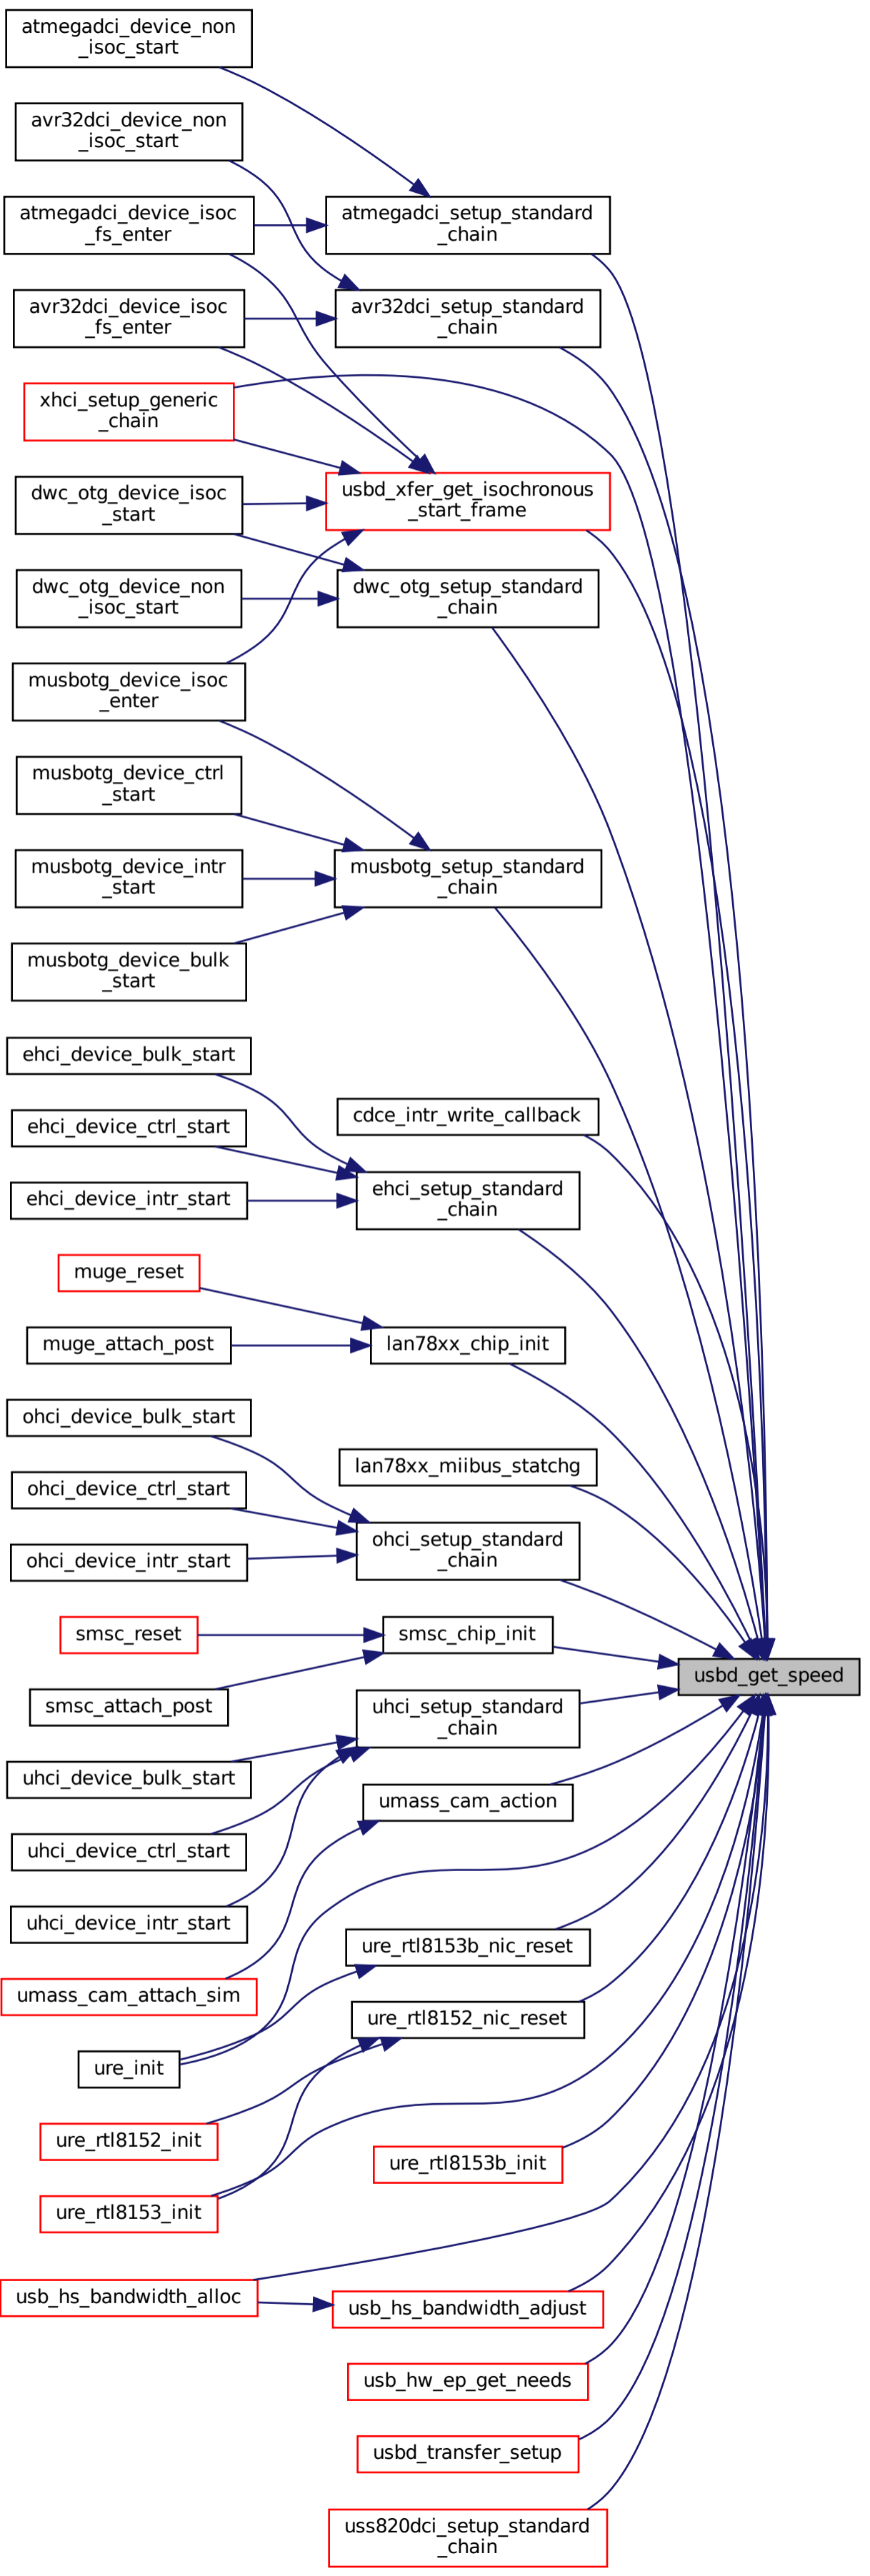 atmegadci_device_non
_isoc_start
avr32dci_device_non
_isoc_start
atmegadci_device_isoc
_fs_enter
atmegadci_setup_standard
_chain
avr32dci_device_isoc
_fs_enter
avr32dci_setup_standard
_chain
xhci_setup_generic
_chain
dwc_otg_device_isoc
_start
usbd_xfer_get_isochronous
_start_frame
dwc_otg_device_non
_isoc_start
dwc_otg_setup_standard
_chain
musbotg_device_isoc
_enter
musbotg_device_ctrl
_start
musbotg_device_intr
_start
musbotg_setup_standard
_chain
musbotg_device_bulk
_start
ehci_device_bulk_start
cdce_intr_write_callback
ehci_device_ctrl_start
ehci_device_intr_start
ehci_setup_standard
_chain
muge_reset
muge_attach_post
lan78xx_chip_init
ohci_device_bulk_start
lan78xx_miibus_statchg
ohci_device_ctrl_start
ohci_device_intr_start
ohci_setup_standard
_chain
smsc_reset
smsc_chip_init
usbd_get_speed
smsc_attach_post
uhci_setup_standard
_chain
uhci_device_bulk_start
umass_cam_action
uhci_device_ctrl_start
uhci_device_intr_start
ure_rtl8153b_nic_reset
umass_cam_attach_sim
ure_rtl8152_nic_reset
ure_init
ure_rtl8152_init
ure_rtl8153b_init
ure_rtl8153_init
usb_hs_bandwidth_alloc
usb_hs_bandwidth_adjust
usb_hw_ep_get_needs
usbd_transfer_setup
uss820dci_setup_standard
_chain